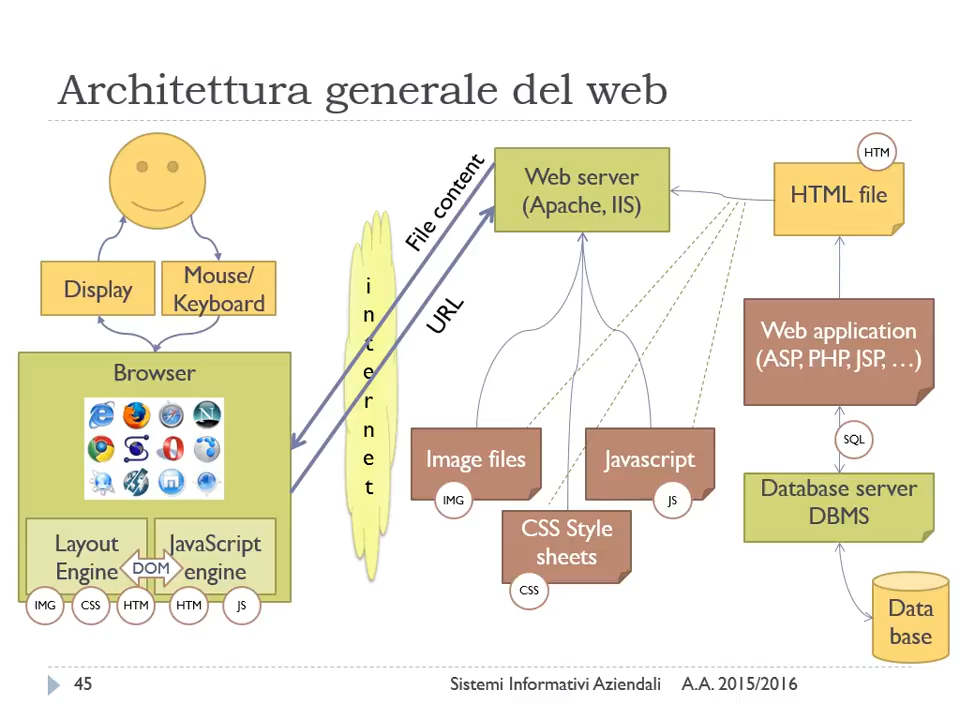 Architettura generale del web
HTM
HTML file
Web server
(Apache, IIS)
File content
URL
internet
Display
Mouse/
Keyboard
Browser
Web application
(ASP, PHP, JSP, …)
SQL
Image files
IMG
Javascript
JS
CSS Style
sheets
CSS
Database server
DBMS
Data
base
Layout
Engine
DOM
JavaScript
engine
IMG
CSS
HTM
HTM
JS
45
Sistemi Informativi Aziendali
A.A. 2015/2016